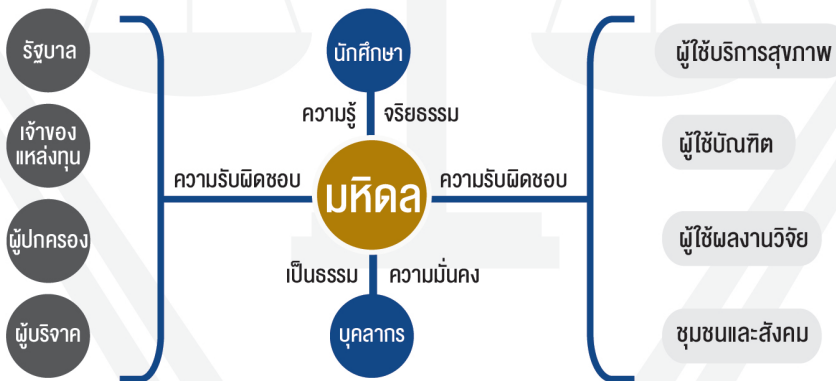 รัฐบาล
เจ้าของ
แหล่งทุน
ผู้ปกครอง
ผู้บริจาค
ความรับผิดชอบ
นักศึกษา
ความรู้ จริยธรรม
มหิดล
เป็นธรรม ความมั่นคง
บุคลากร
ความรับผิดชอบ
ผู้ใช้บริการสุขภาพ
ผู้ใช้บัณฑิต
ผู้ใช้ผลงานวิจัย
ชุมชนและสังคม